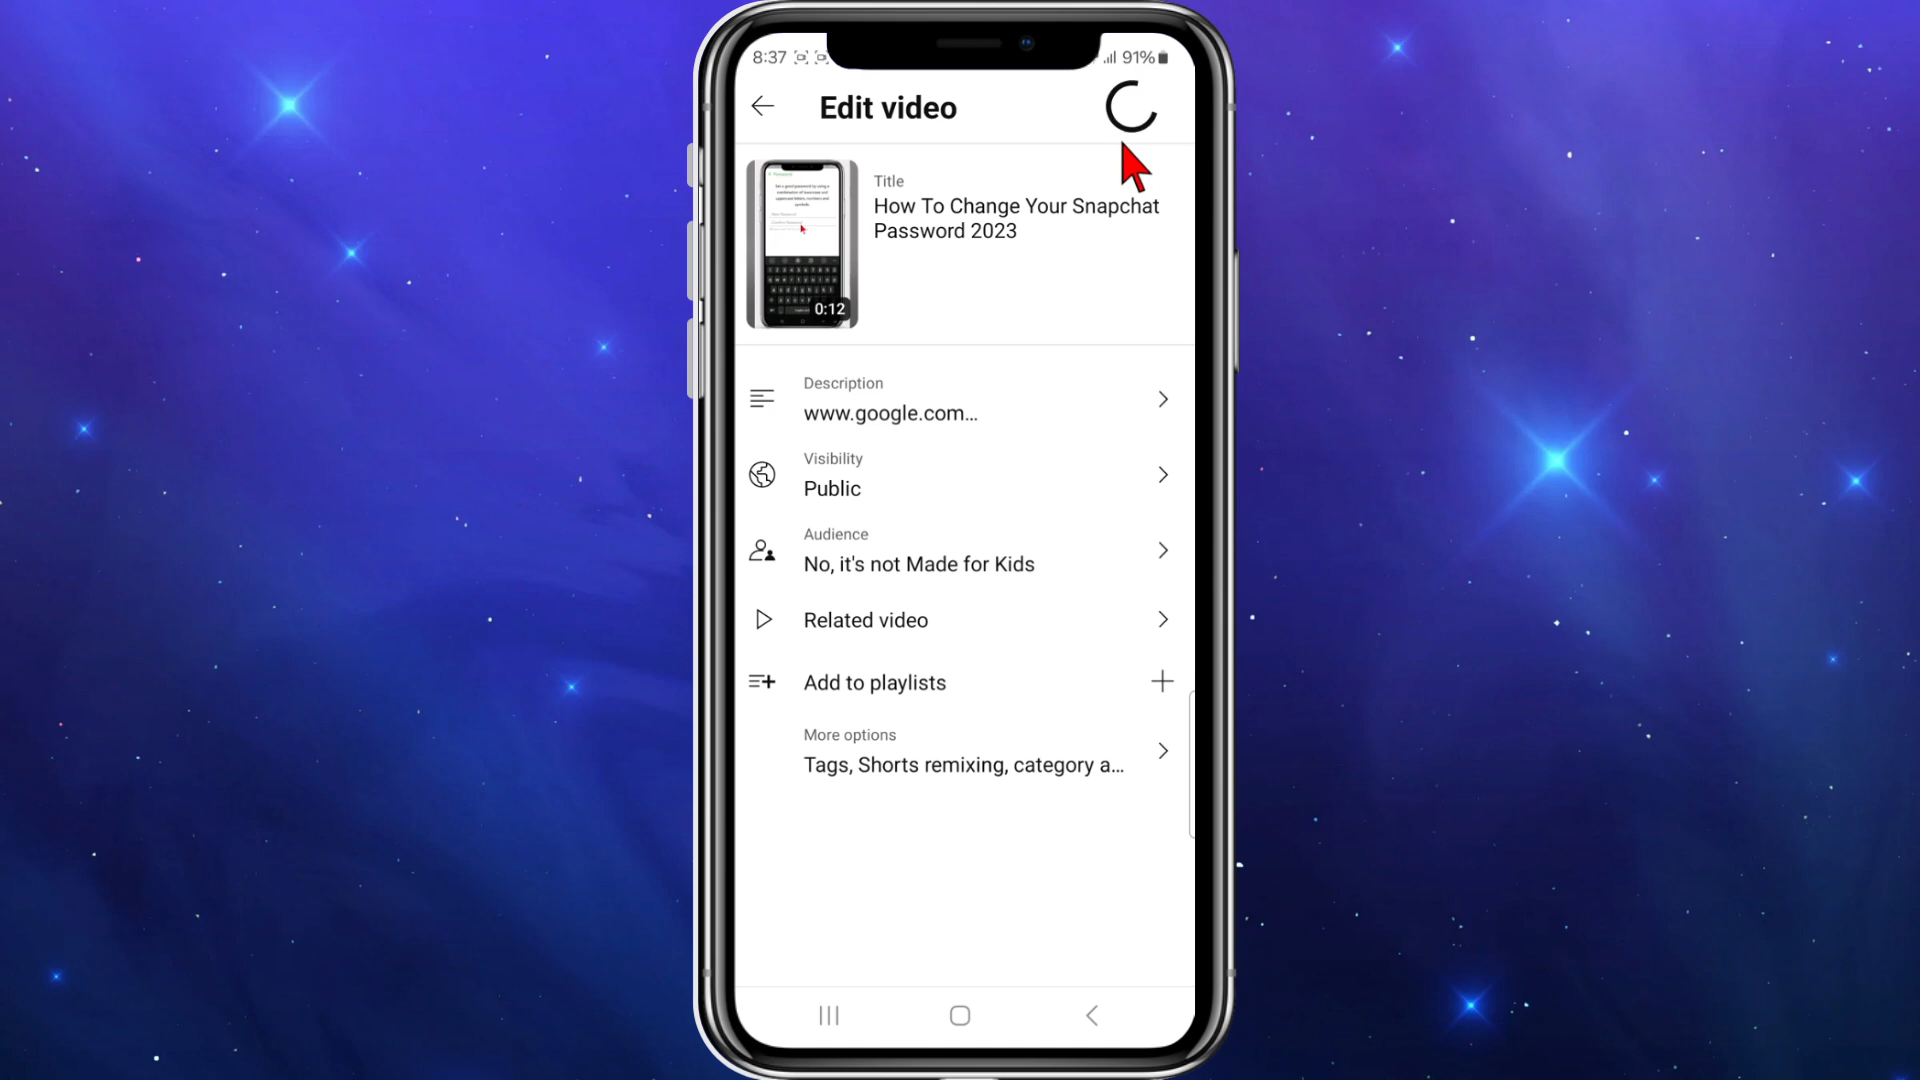 8:37
91%
Edit video
Title
How To Change Your Snapchat
Password 2023
0:12
Description
www.google.com...
Visibility
Public
Audience
No, it's not Made for Kids
Related video
Add to playlists
More options
Tags, Shorts remixing, category a...